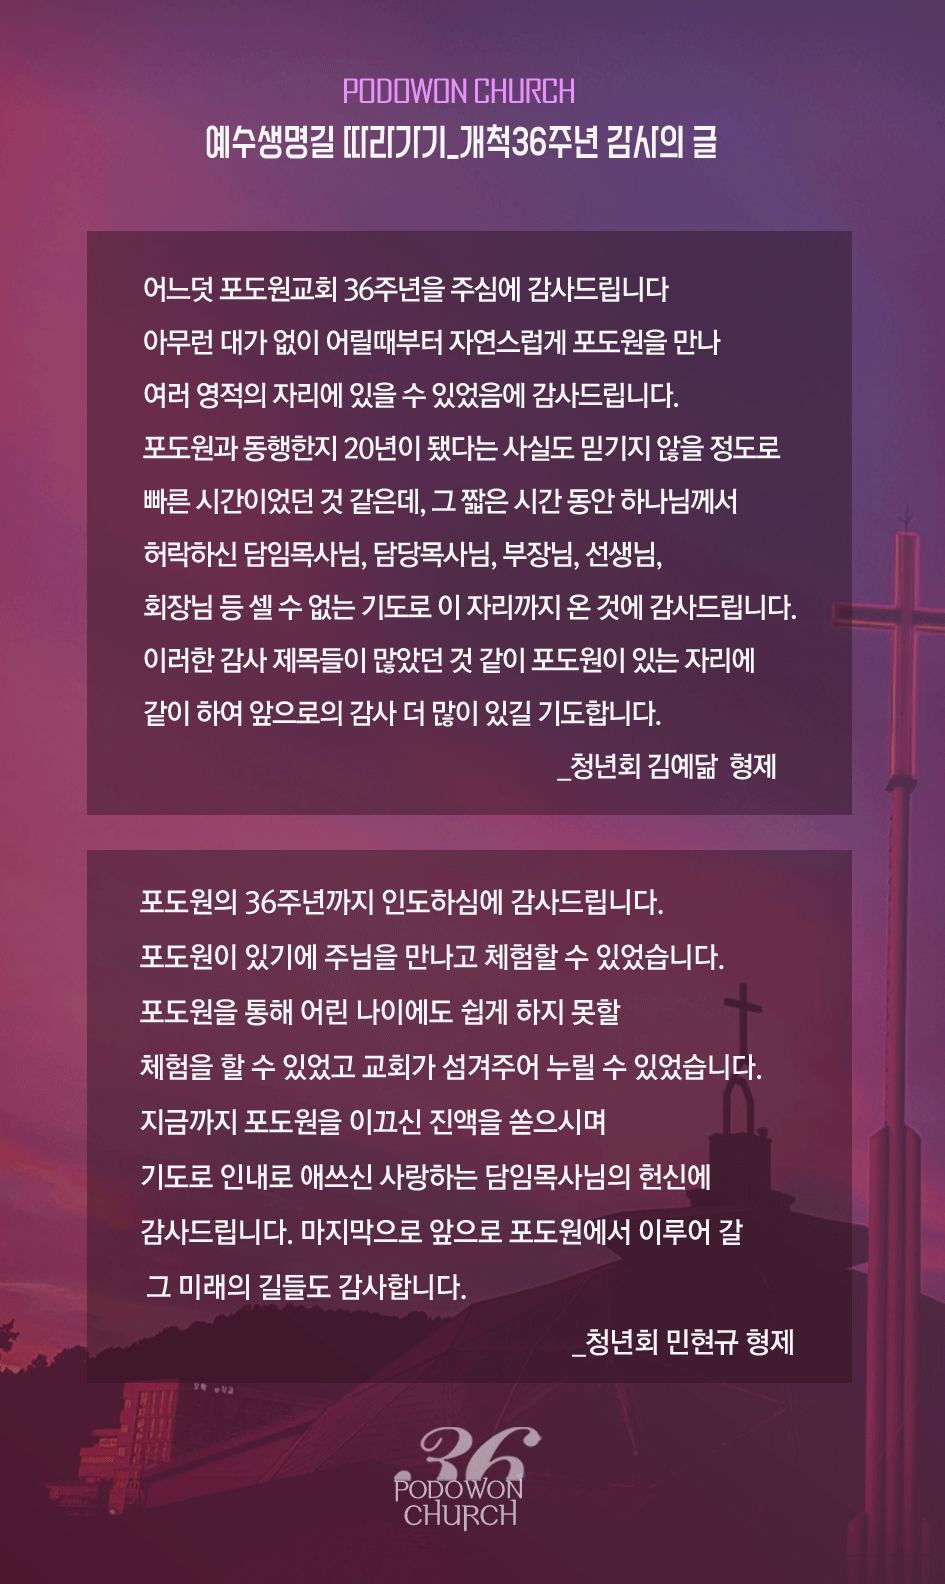 PODOWON CHURCH
예수생명길 따라가기_개척36주년 감사의 글
어느덧 포도원교회 36주년을 주심에 감사드립니다
아무런 대가 없이 어릴때부터 자연스럽게 포도원을 만나
여러 영적의 자리에 있을 수 있었음에 감사드립니다.
포도원과 동행한지 20년이 됐다는 사실도 믿기지 않을 정도로
빠른 시간이었던 것 같은데, 그 짧은 시간 동안 하나님께서
허락하신 담임목사님, 담당목사님, 부장님, 선생님,
회장님 등 셀 수 없는 기도로 이 자리까지 온 것에 감사드립니다.
이러한 감사 제목들이 많았던 것 같이 포도원이 있는 자리에
같이 하여 앞으로의 감사 더 많이 있길 기도합니다.
_청년회 김예닮 형제
포도원의 36주년까지 인도하심에 감사드립니다.
포도원이 있기에 주님을 만나고 체험할 수 있었습니다.
포도원을 통해 어린 나이에도 쉽게 하지 못할
체험을 할 수 있었고 교회가 섬겨주어 누릴 수 있었습니다.
지금까지 포도원을 이끄신 진액을 쏟으시며
기도로 인내로 애쓰신 사랑하는 담임목사님의 헌신에
감사드립니다. 마지막으로 앞으로 포도원에서 이루어 갈
그 미래의 길들도 감사합니다.
_청년회 민현규 형제
36
PODOWON
CHURCH